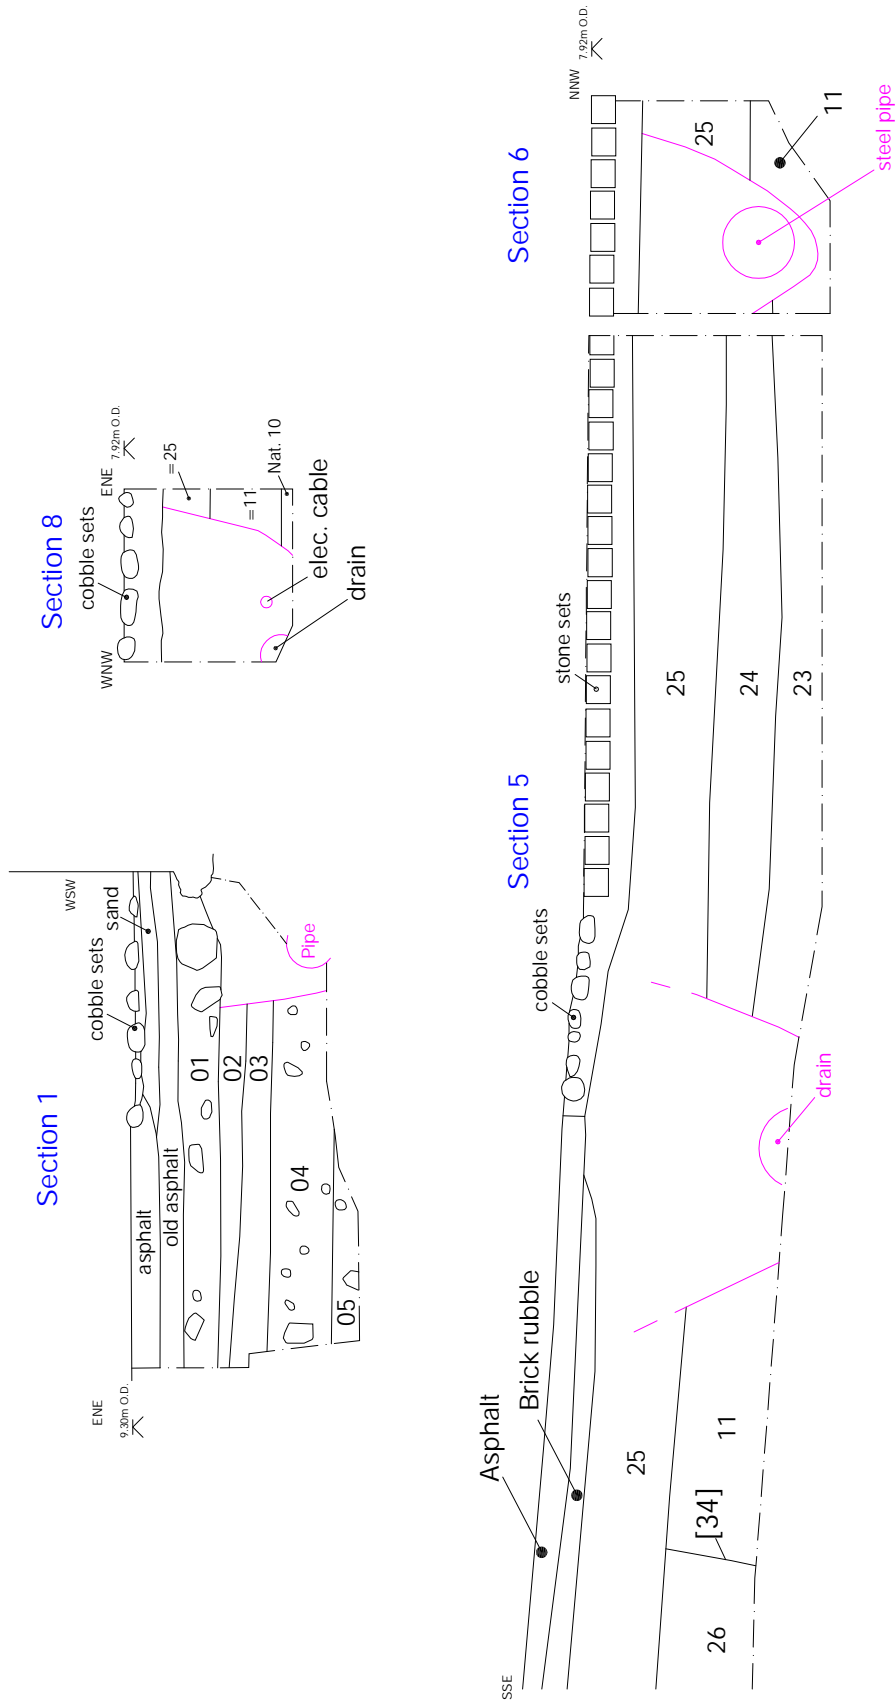 Section 1
ENE
9.30m O.D.
WSW
cobble sets
sand
asphalt
old asphalt
01
02
03
04
05
Pipe
Section 8
WNW
ENE
7.92m O.D.
cobble sets
=25
=11
Nat. 10
elec. cable
drain
Section 5
SSE
Asphalt
Brick rubble
cobble sets
stone sets
25
26
[34]
11
drain
25
24
23
Section 6
NNW
7.92m O.D.
25
11
steel pipe